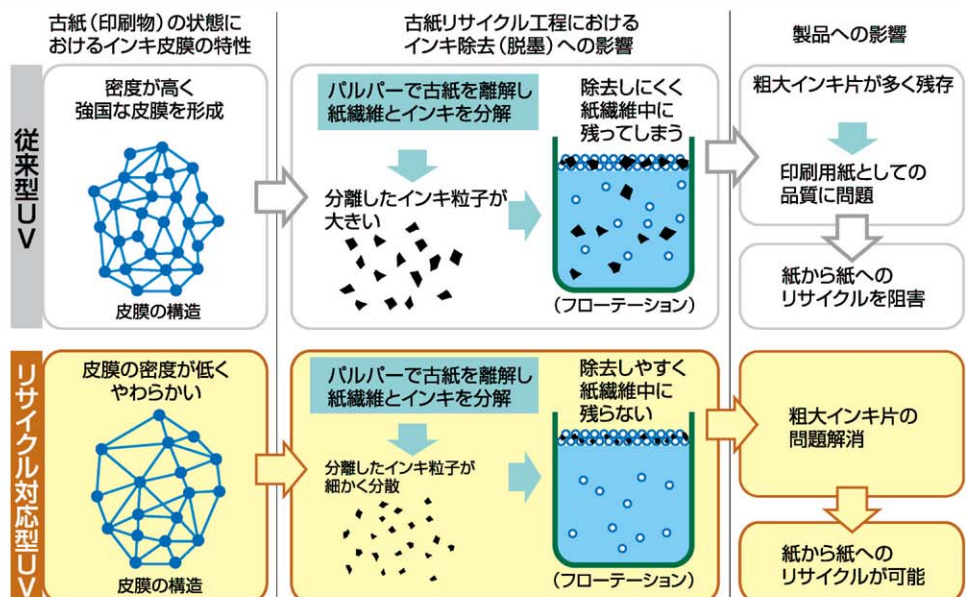 古紙(印刷物)の状態に
おけるインキ皮膜の特性
古紙リサイクル工程における
インキ除去(脱墨)への影響
製品への影響
従来型UV
密度が高く
強国な皮膜を形成
皮膜の構造
パルパーで古紙を離解し
紙繊維とインキを分解
分離したインキ粒子が
大きい
除去しにくく
紙繊維中に
残ってしまう
(フローテーション)
粗大インキ片が多く残存
印刷用紙としての
品質に問題
紙から紙への
リサイクルを阻害
リサイクル対応型UV
皮膜の密度が低く
やわらかい
皮膜の構造
パルパーで古紙を離解し
紙繊維とインキを分解
分離したインキ粒子が
細かく分散
除去しやすく
紙繊維中に
残らない
(フローテーション)
粗大インキ片の
問題解消
紙から紙への
リサイクルが可能